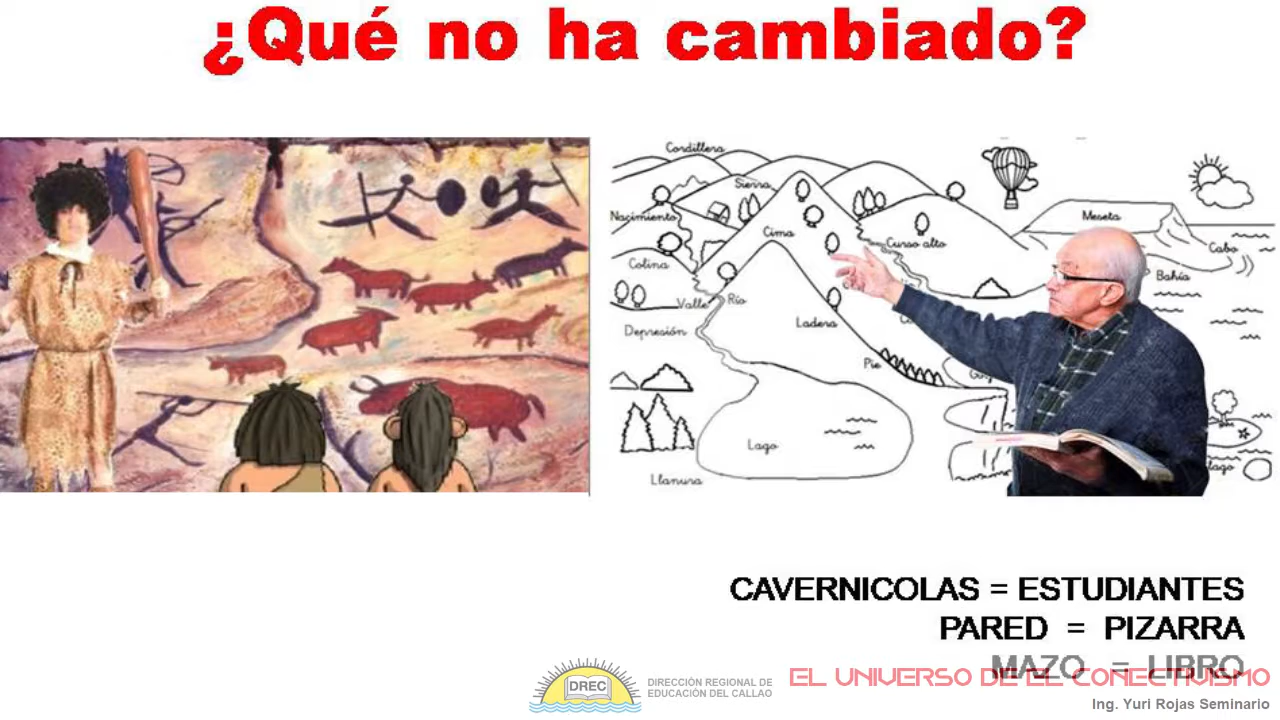 ¿Qué no ha cambiado?
Cordillera
Sierra
Nacimiento
Cima
Meseta
Curso alto
Cabo
Colina
Bahía
Valle
Río
Depresión
Ladera
Pie
Lago
Llanura
CAVERNICOLAS = ESTUDIANTES
PARED = PIZARRA
MAZO = LIBRO
DREC
DIRECCIÓN REGIONAL DE
EDUCACIÓN DEL CALLAO
EL UNIVERSO DE EL CONECTIVISMO
Ing. Yuri Rojas Seminario